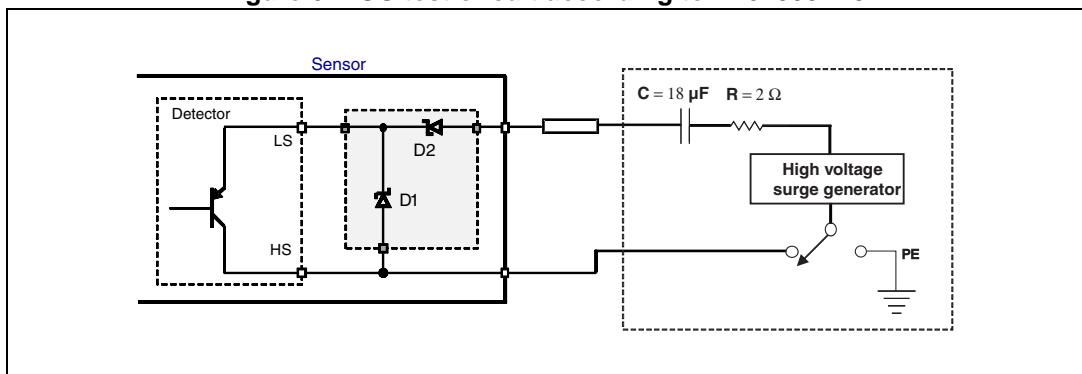 Sensor
Detector
LS
HS
D2
D1
C = 18 µF R = 2 Ω
High voltage
surge generator
PE